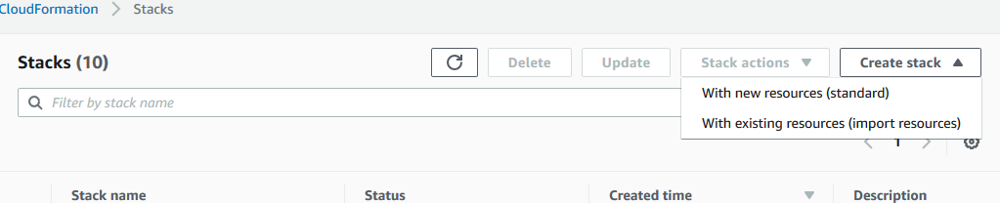 CloudFormation > Stacks
Stacks (10)
Delete
Update
Stack actions
Create stack
Filter by stack name
With new resources (standard)
With existing resources (import resources)
1
Stack name
Status
Created time
Description